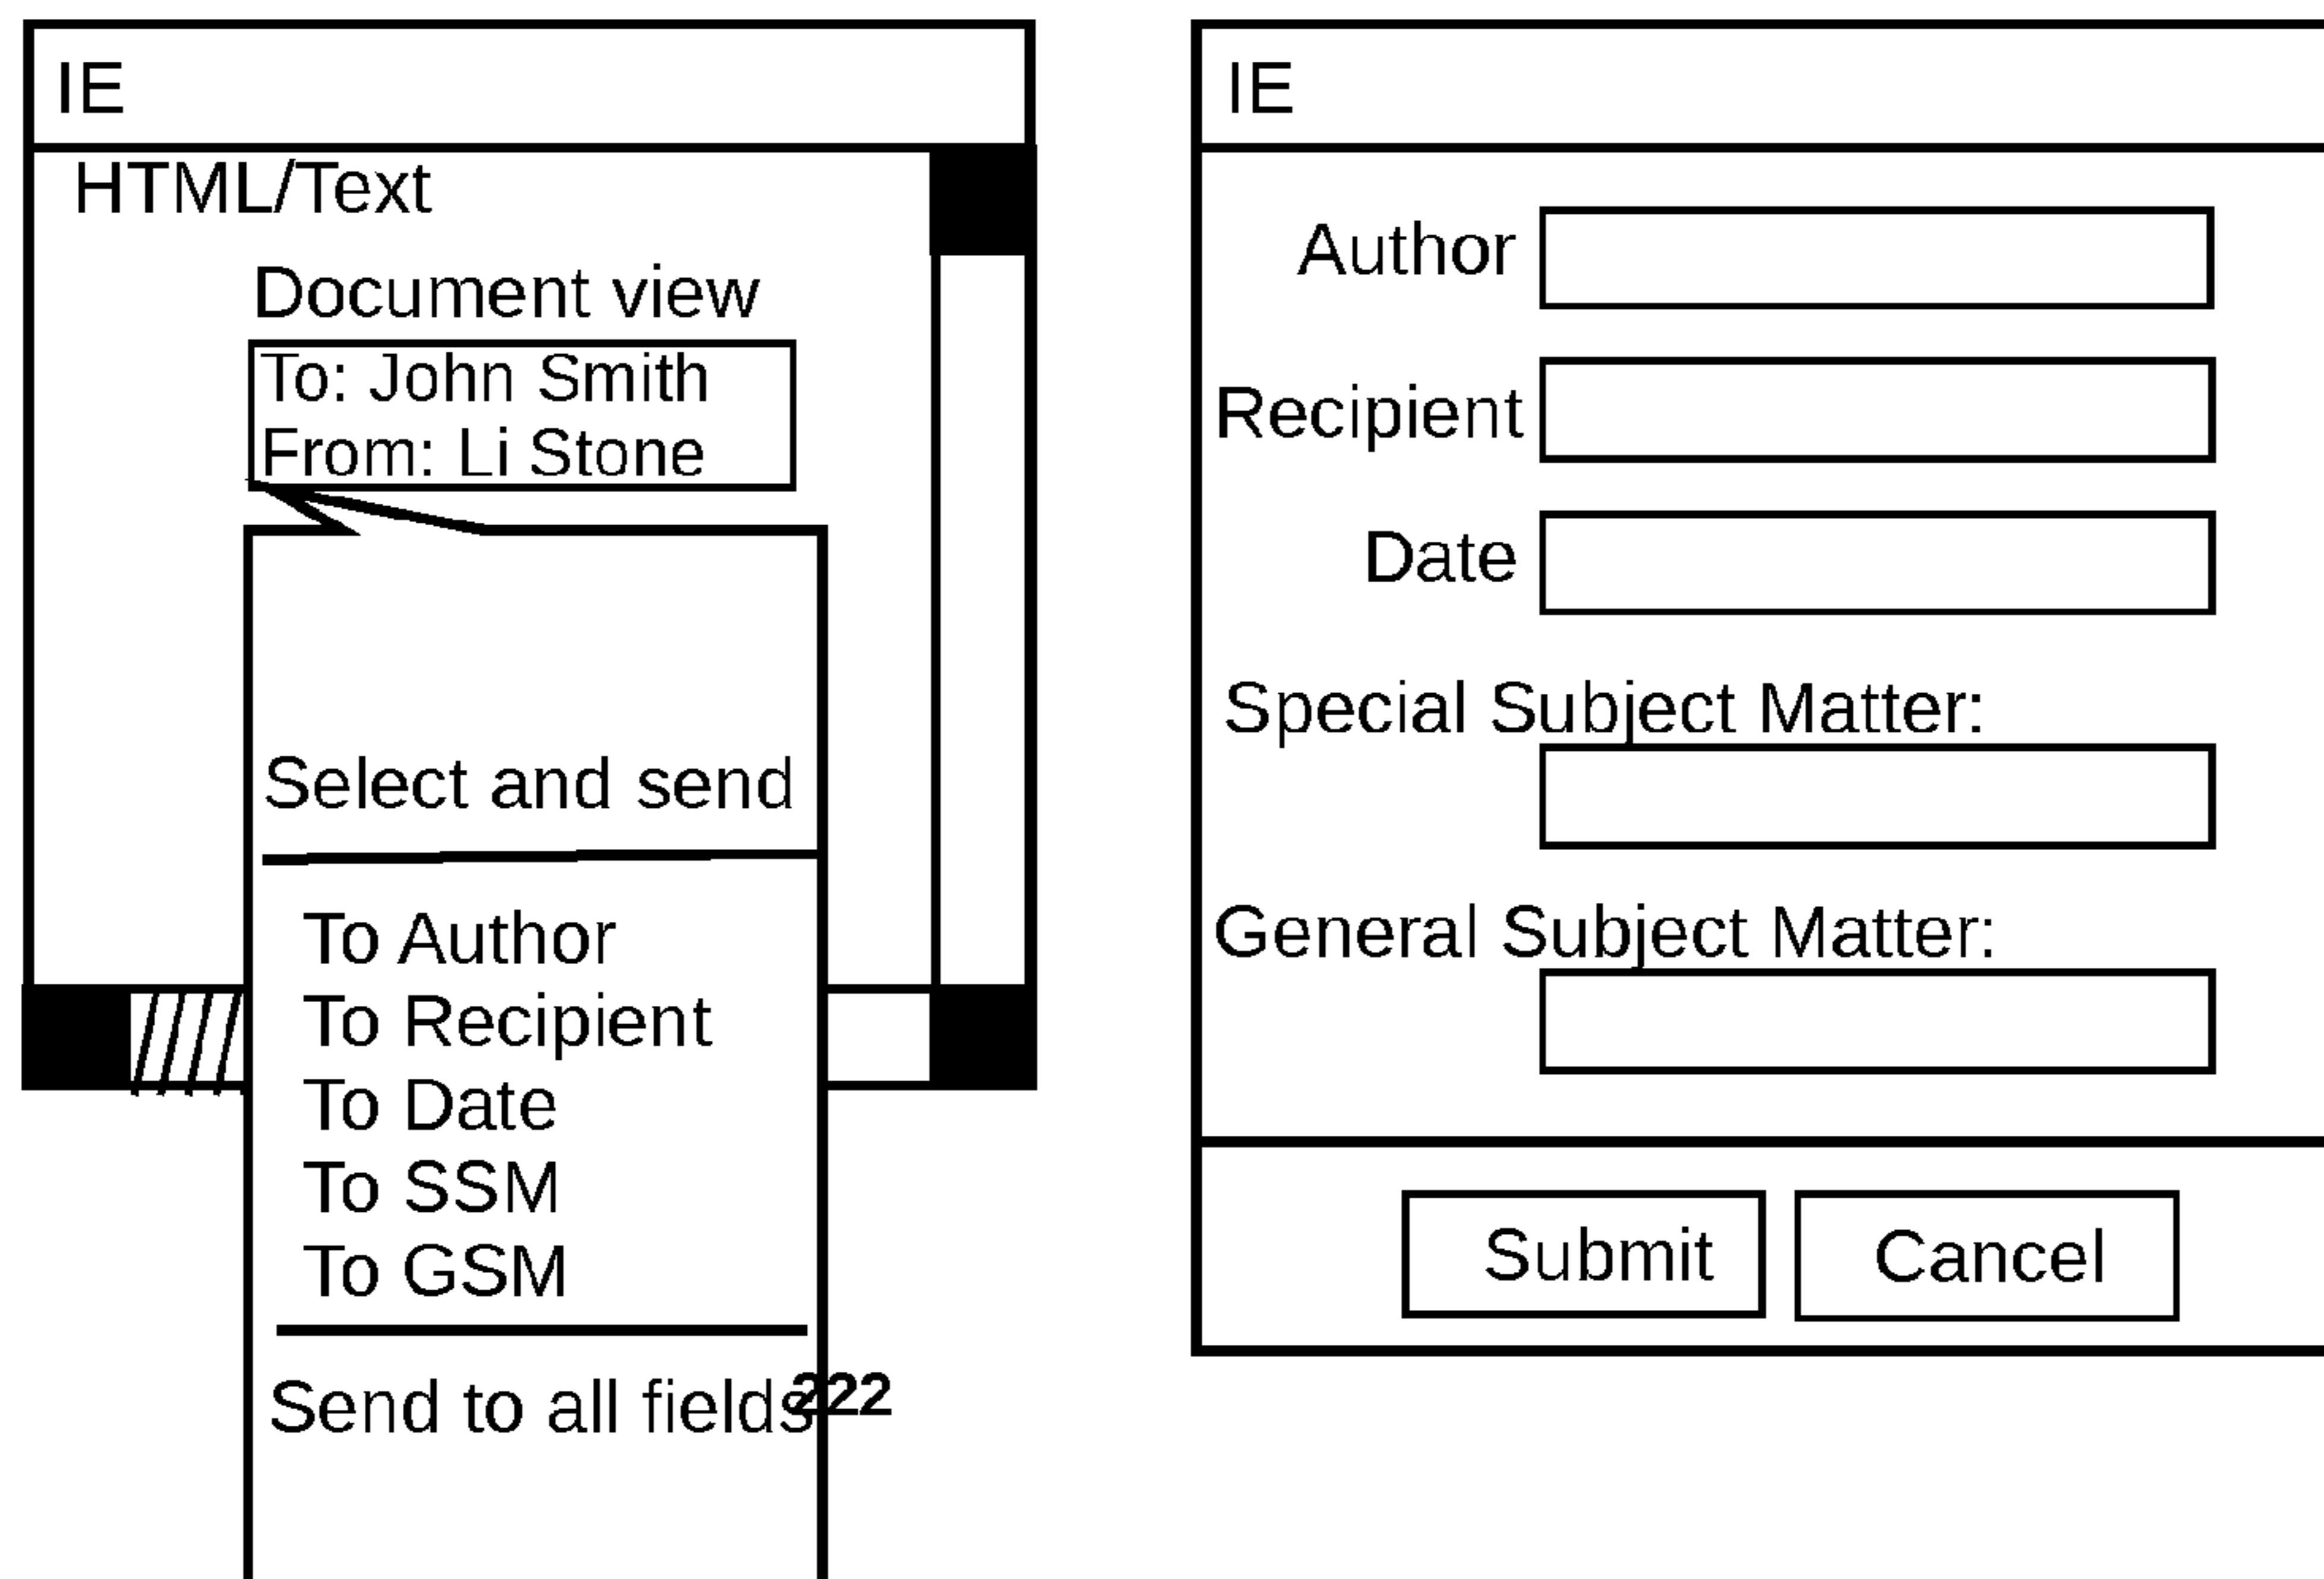 IE
HTML/Text
Document view
To: John Smith
From: Li Stone
Select and send
To Author
To Recipient
To Date
To SSM
To GSM
Send to all fields
222
IE
Author
Recipient
Date
Special Subject Matter:
General Subject Matter:
Submit
Cancel